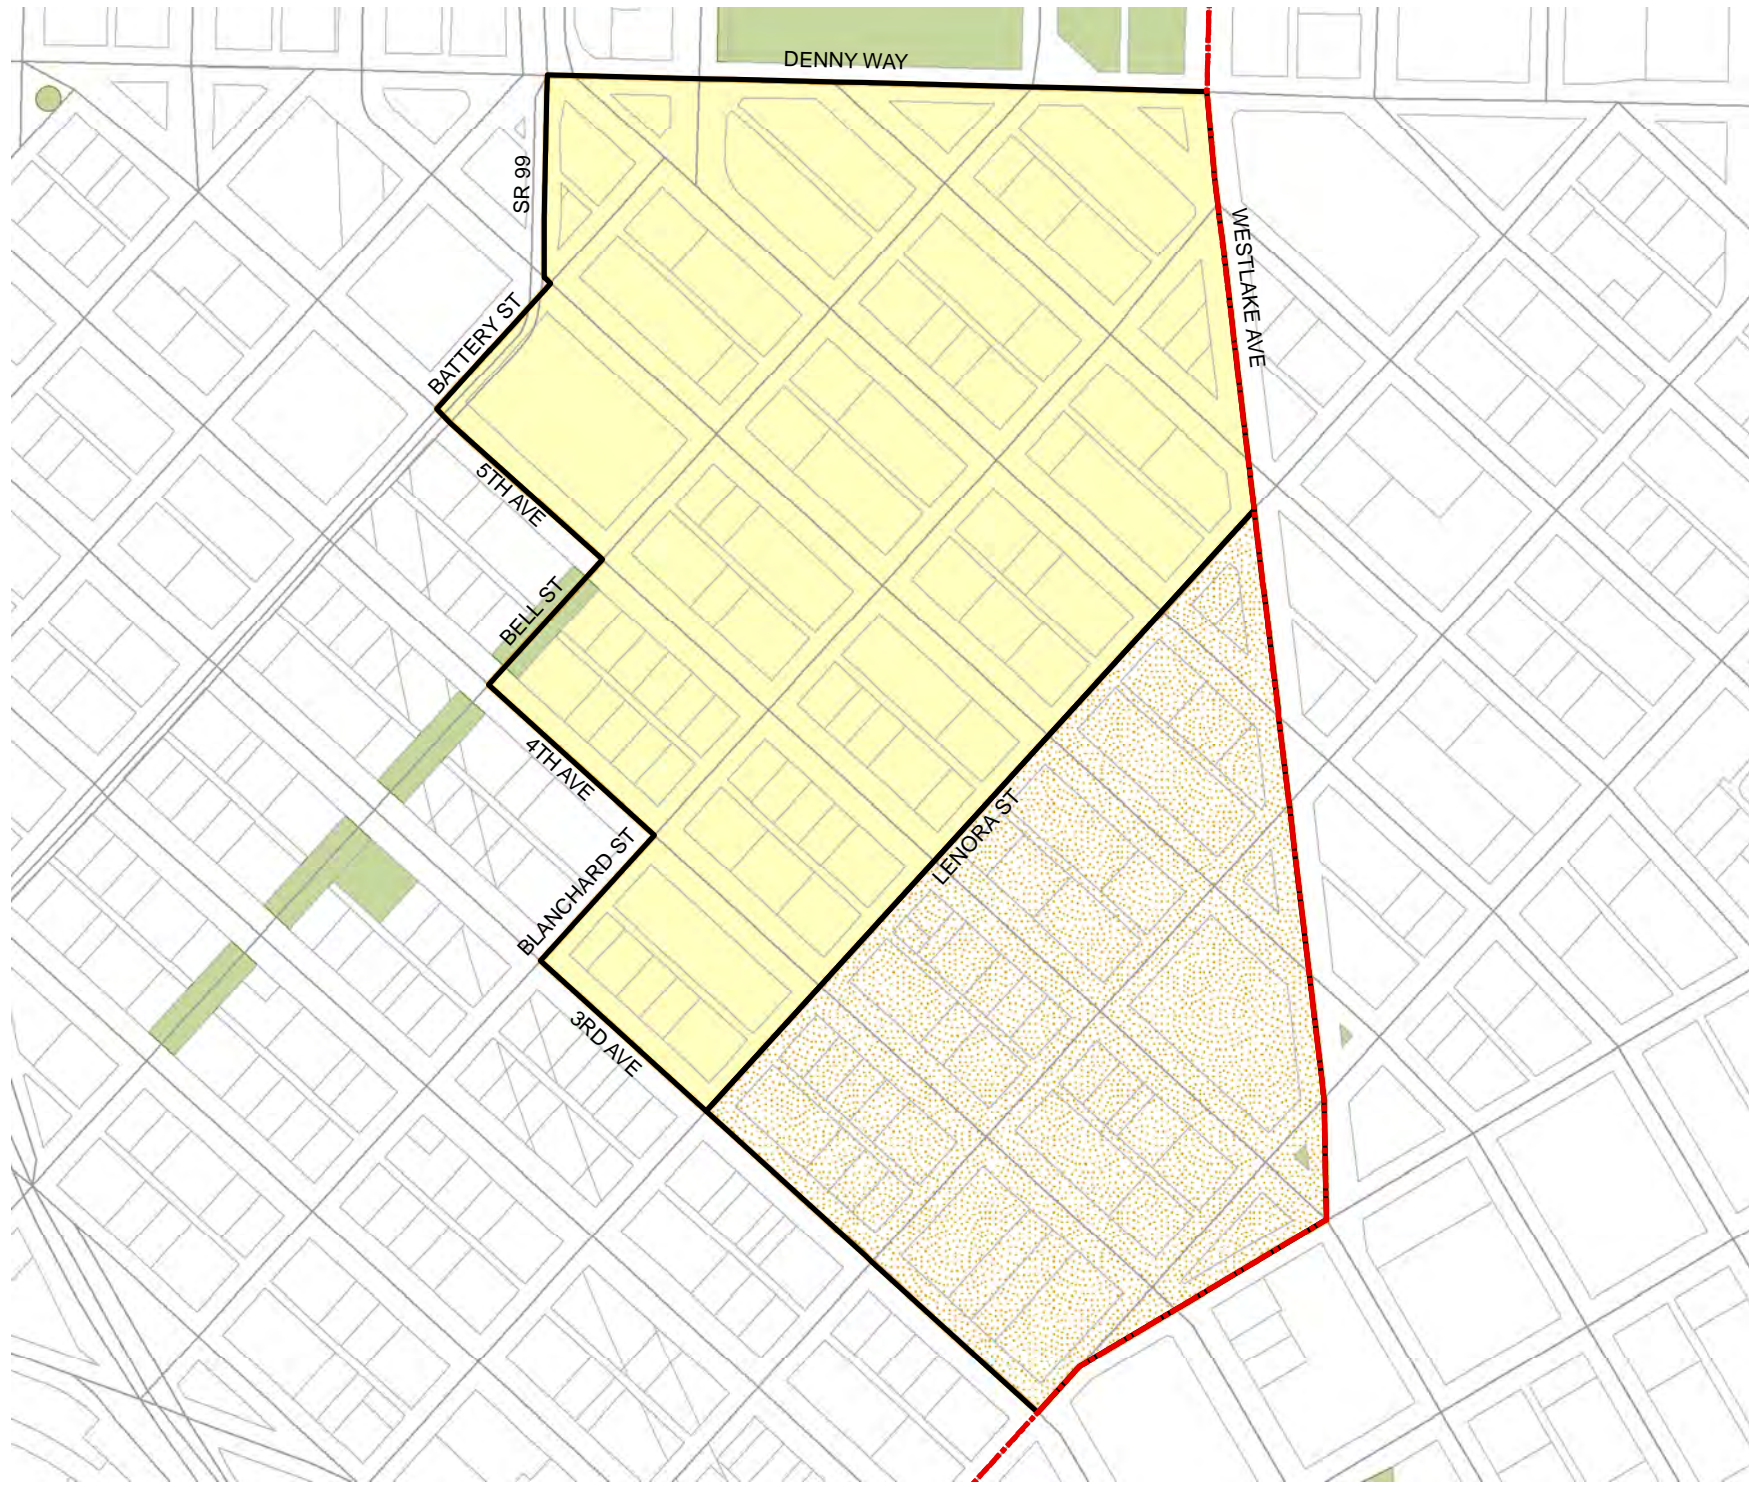 DENNY WAY
SR 99
WESTLAKE AVE
BATTERY ST
5TH AVE
BELL ST
4TH AVE
LENORA ST
BLANCHARD ST
3RD AVE